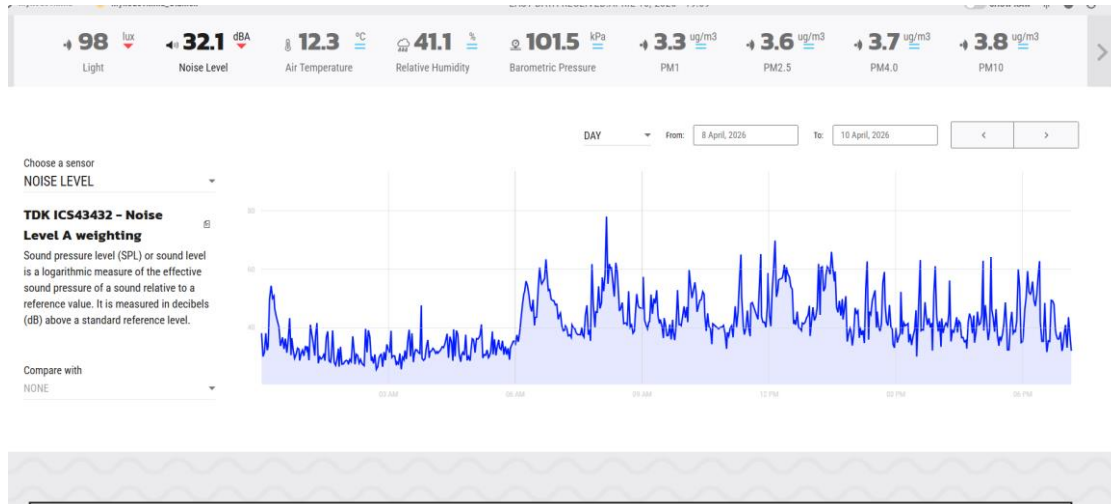 98 lux
32.1 dBA
12.3 °C
41.1 %
101.5 kPa
3.3 ug/m3
3.6 ug/m3
3.7 ug/m3
3.8 ug/m3
Light
Noise Level
Air Temperature
Relative Humidity
Barometric Pressure
PM1
PM2.5
PM4.0
PM10
DAY
From:
8 April, 2026
To:
10 April, 2026
<
>
Choose a sensor
NOISE LEVEL
TDK ICS43432 - Noise
Level A weighting
Sound pressure level (SPL) or sound level
is a logarithmic measure of the effective
sound pressure of a sound relative to a
reference value. It is measured in decibels
(dB) above a standard reference level.
Compare with
NONE
80
60
40
03 AM
06 AM
09 AM
12 PM
03 PM
06 PM